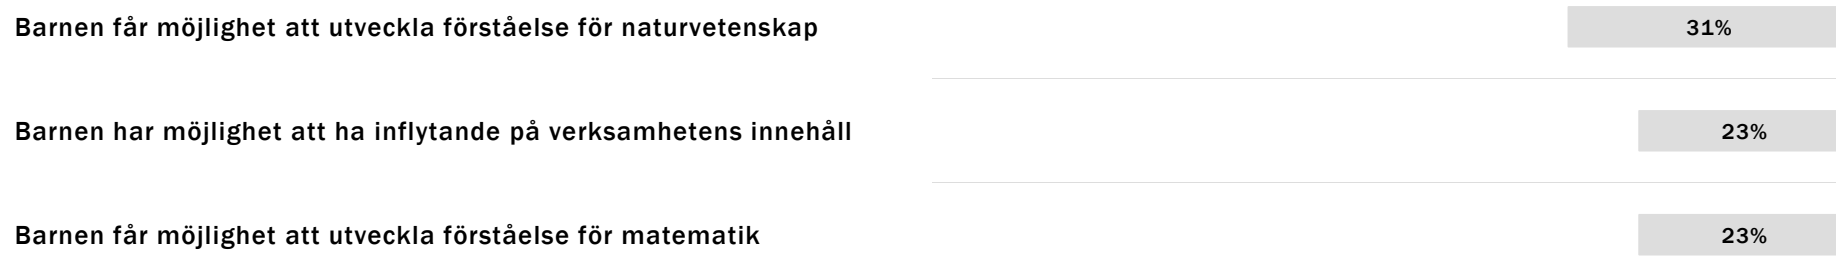 Barnen får möjlighet att utveckla förståelse för naturvetenskap 31%
Barnen har möjlighet att ha inflytande på verksamhetens innehåll 23%
Barnen får möjlighet att utveckla förståelse för matematik 23%